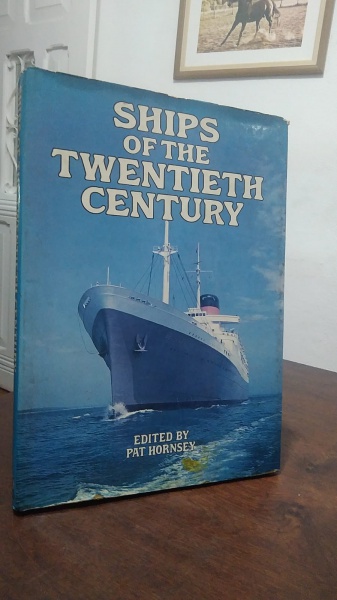 SHIPS
OF THE
TWENTIETH
CENTURY
EDITED BY
PAT HORNSEY